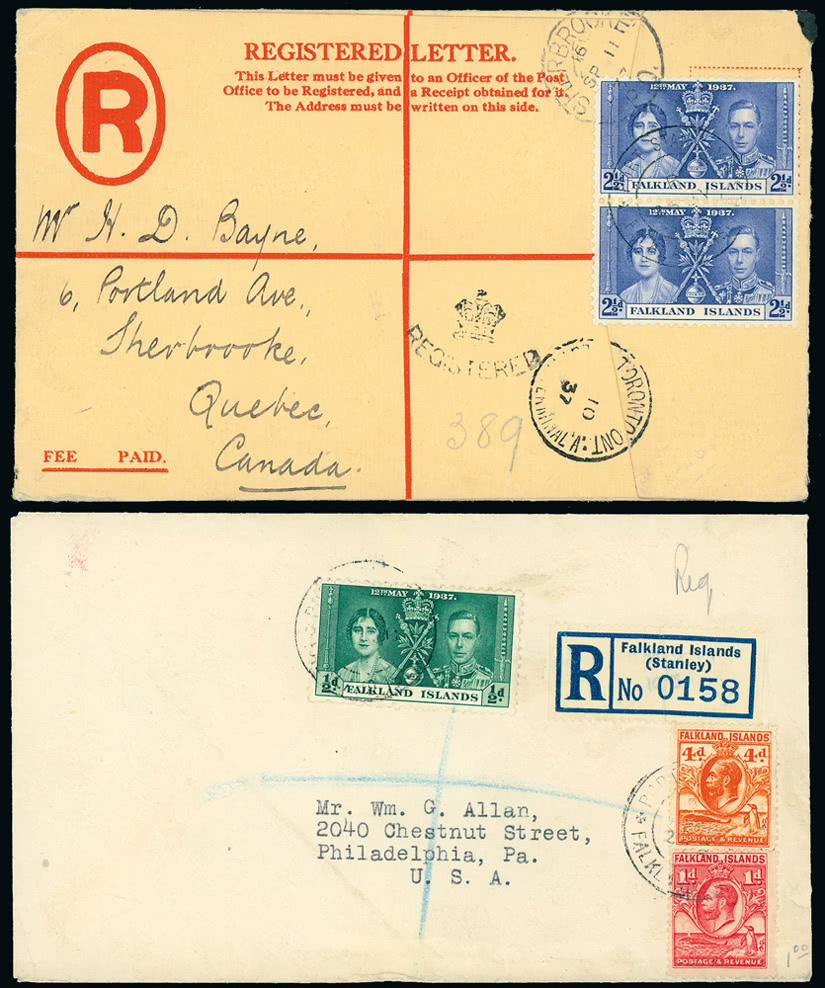 REGISTERED LETTER.
This Letter must be given to an Officer of the Post
Office to be Registered, and a Receipt obtained for it.
The Address must be written on this side.
R
SHERBROOKE
SP 11
12TH MAY 1937.
2½d. 2½d.
FALKLAND ISLANDS
12TH MAY 1937.
2½d. 2½d.
FALKLAND ISLANDS
Mr H. D. Bayne,
6, Portland Ave.,
Sherbrooke,
Quebec,
Canada.
REGISTERED
TORONTO ONT.
10
37
389
FEE PAID.
Reg
12TH MAY 1937.
½d. ½d.
FALKLAND ISLANDS
R
Falkland Islands
(Stanley)
No 0158
FALKLAND ISLANDS
4d. 4d.
POSTAGE & REVENUE
FALKLAND ISLANDS
1d 1d
POSTAGE & REVENUE
Mr. Wm. G. Allan,
2040 Chestnut Street,
Philadelphia, Pa.
U. S. A.
1.00